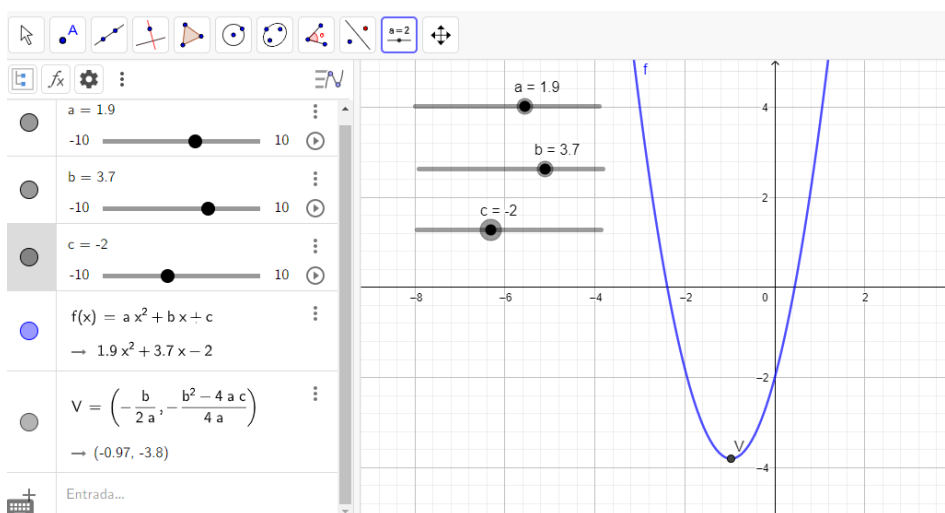 A
a=2
a = 1.9
-10 10
b = 3.7
-10 10
c = -2
-10 10
f(x) = a x² + b x + c
→ 1.9 x² + 3.7 x – 2
V = (– b/2 a, – b² – 4 a c/4 a)
→ (-0.97, -3.8)
+ Entrada...
f
a = 1.9
b = 3.7
c = -2
4
2
–8 –6 –4 –2 0 2
–2
V
–4